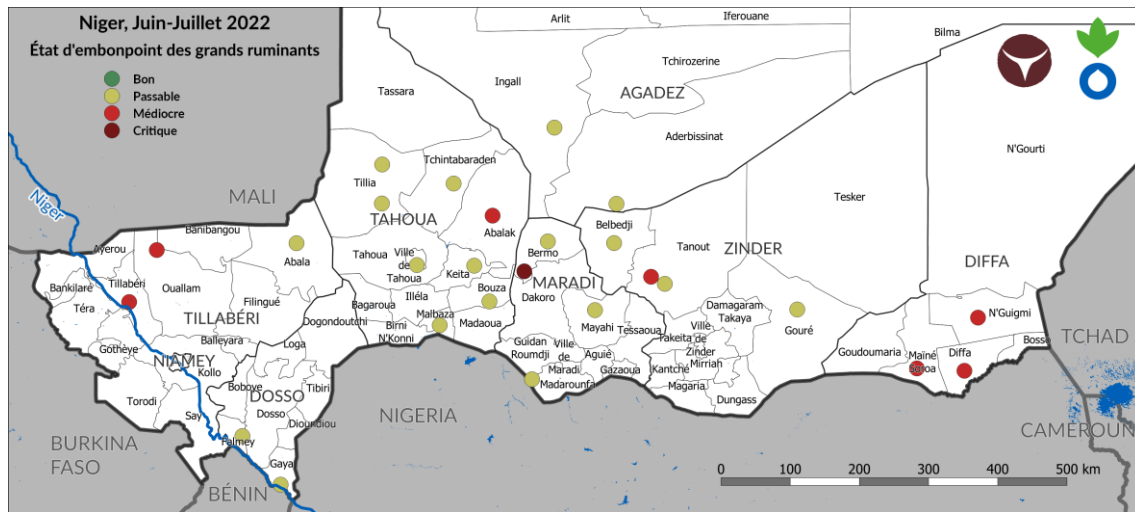 Niger, Juin-Juillet 2022
État d'embonpoint des grands ruminants
Bon
Passable
Médiocre
Critique
Arlit
Iferouane
Bilma
Ingall
Tchirozerine
Tassara
AGADEZ
Aderbissinat
N'Gourti
Tchintabaraden
Tillia
MALI
Niger
Tesker
TAHOUA
Abalak
Belbedji
Banibangou
Ayerou
Abala
Bermo
Tanout
ZINDER
Tahoua
Ville de Tahoua
Keita
DIFFA
Bankilaré
Tillabéri
Ouallam
MARADI
Bouza
Dakoro
Téra
Filingué
Illéla
Bagaroua
Malbaza
Madaoua
Damagaram
Takaya
Gouré
N'Guigmi
TILLABÉRI
Dogondoutchi
Birni
N'Konni
Mayahi
Tessaoua
Takeita
Ville de Zinder
Mirriah
Balleyara
Loga
Guidan
Roumdji
Ville de Maradi
Aguié
Gazaoua
Kantché
Goudoumaria
Maïné
Soroa
Diffa
Bosso
TCHAD
Gothèye
NIAMEY
Kollo
Madarounfa
Magaria
Dungass
Torodi
Boboye
DOSSO
Tibiri
Say
Dosso
Dioundiou
NIGERIA
BURKINA
FASO
Falmey
Gaya
CAMEROUN
BÉNIN
0 100 200 300 400 500 km